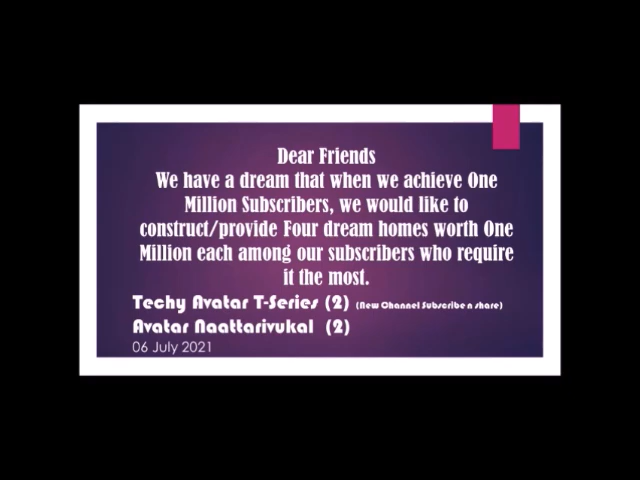 Dear Friends
We have a dream that when we achieve One
Million Subscribers, we would like to
construct/provide Four dream homes worth One
Million each among our subscribers who require
it the most.
Techy Avatar T-Series (2) (New Channel Subscribe n share)
Avatar Naattarivukal (2)
06 July 2021